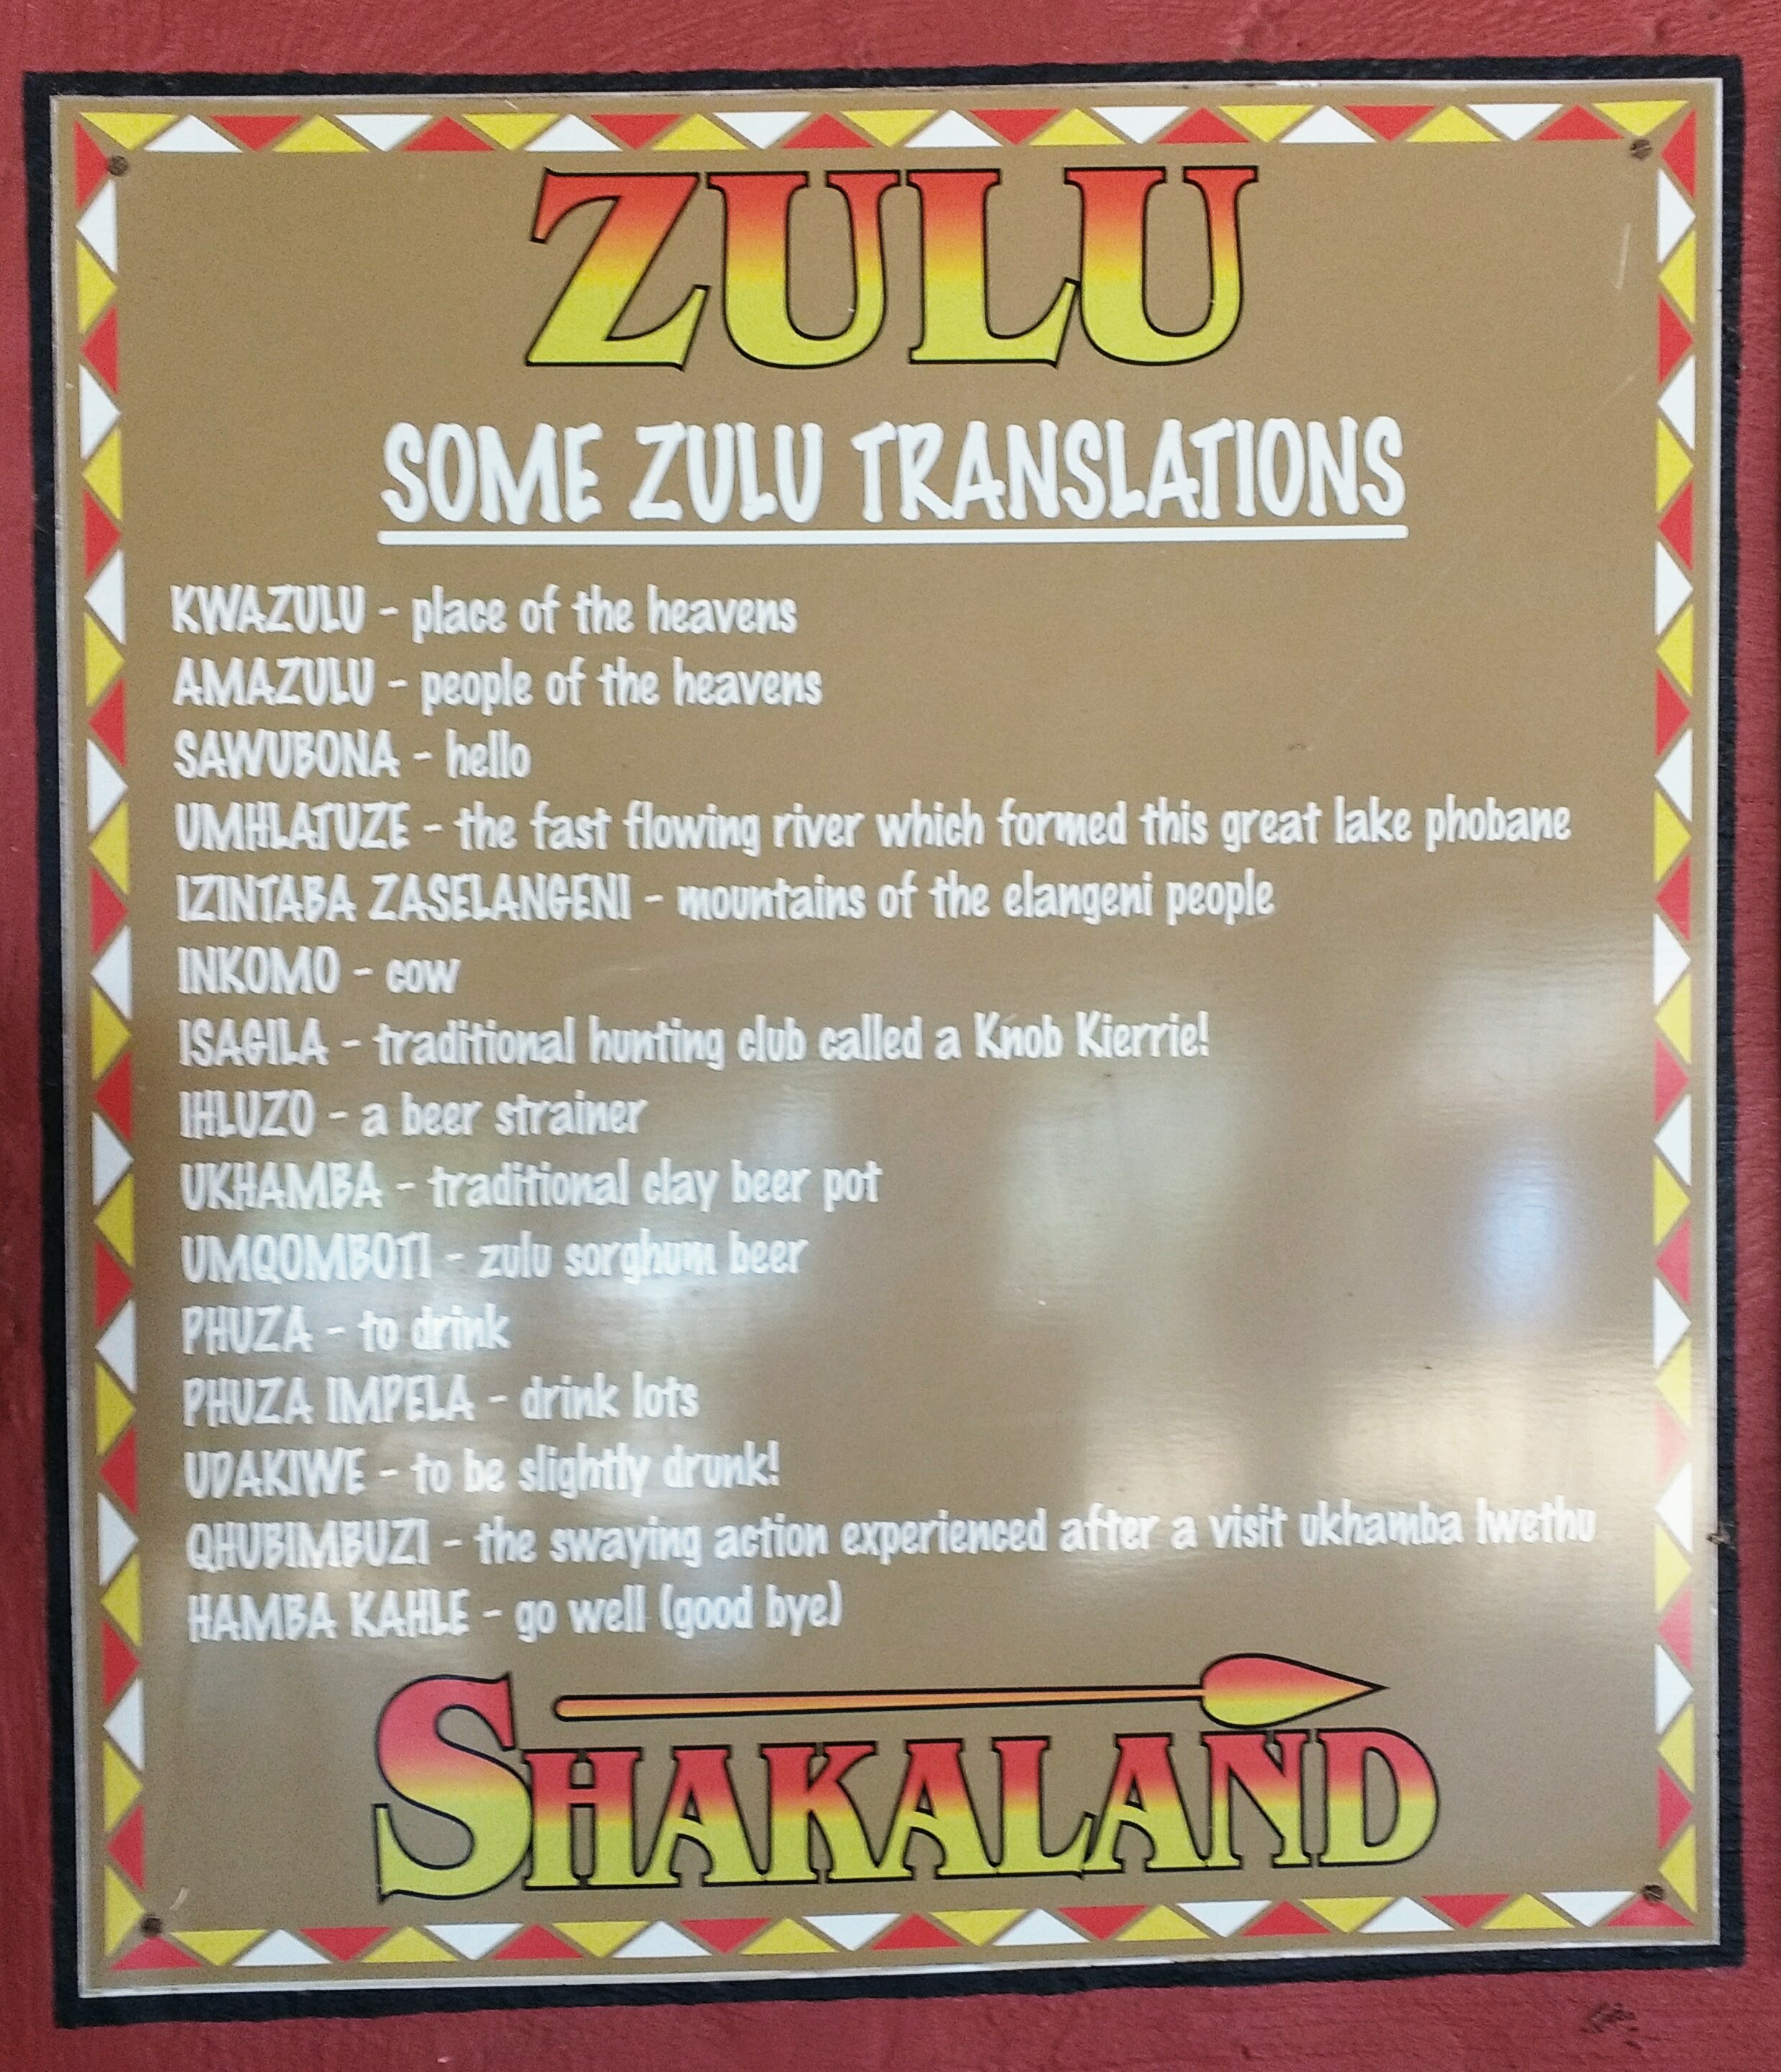 ZULU
SOME ZULU TRANSLATIONS
KWAZULU - place of the heavens
AMAZULU - people of the heavens
SAWUBONA - hello
UMHLATUZE - the fast flowing river which formed this great lake phobane
IZINTABA ZASELANGENI - mountains of the elangeni people
INKOMO - cow
ISAGILA - traditional hunting club called a Knob Kierrie!
IHLUZO - a beer strainer
UKHAMBA - traditional clay beer pot
UMQOMBOTI - zulu sorghum beer
PHUZA - to drink
PHUZA IMPELA - drink lots
UDAKIWE - to be slightly drunk!
QHUBIMBUZI - the swaying action experienced after a visit ukhamba lwethu
HAMBA KAHLE - go well (good bye)
SHAKALAND